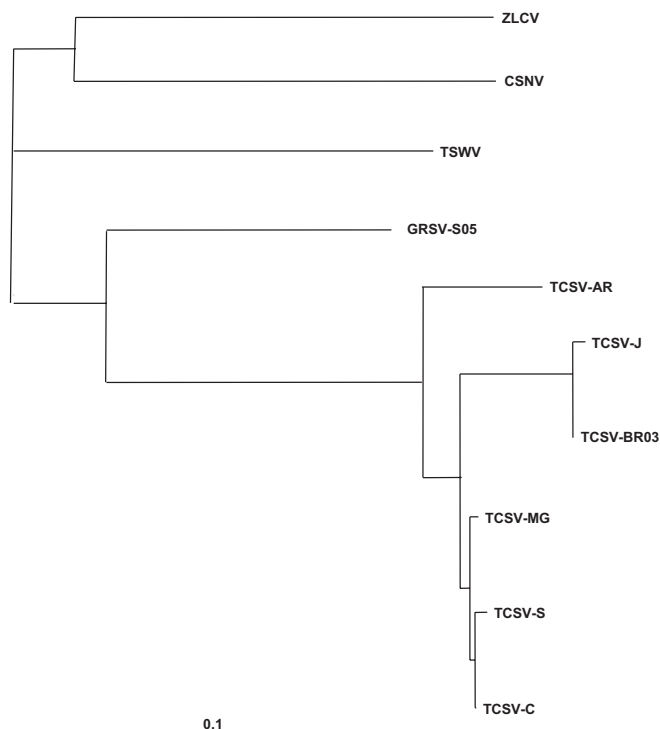 ZLCV
CSNV
TSWV
GRSV-S05
TCSV-AR
TCSV-J
TCSV-BR03
TCSV-MG
TCSV-S
TCSV-C
0.1